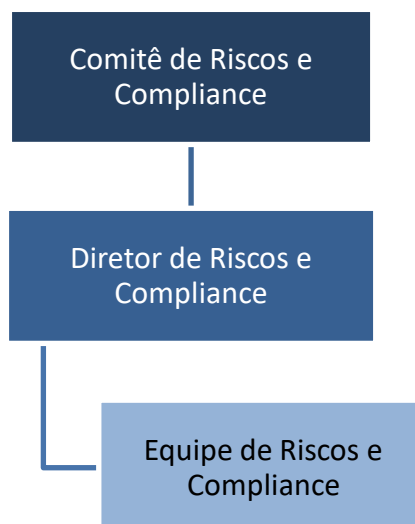 Comitê de Riscos e
Compliance
Diretor de Riscos e
Compliance
Equipe de Riscos e
Compliance